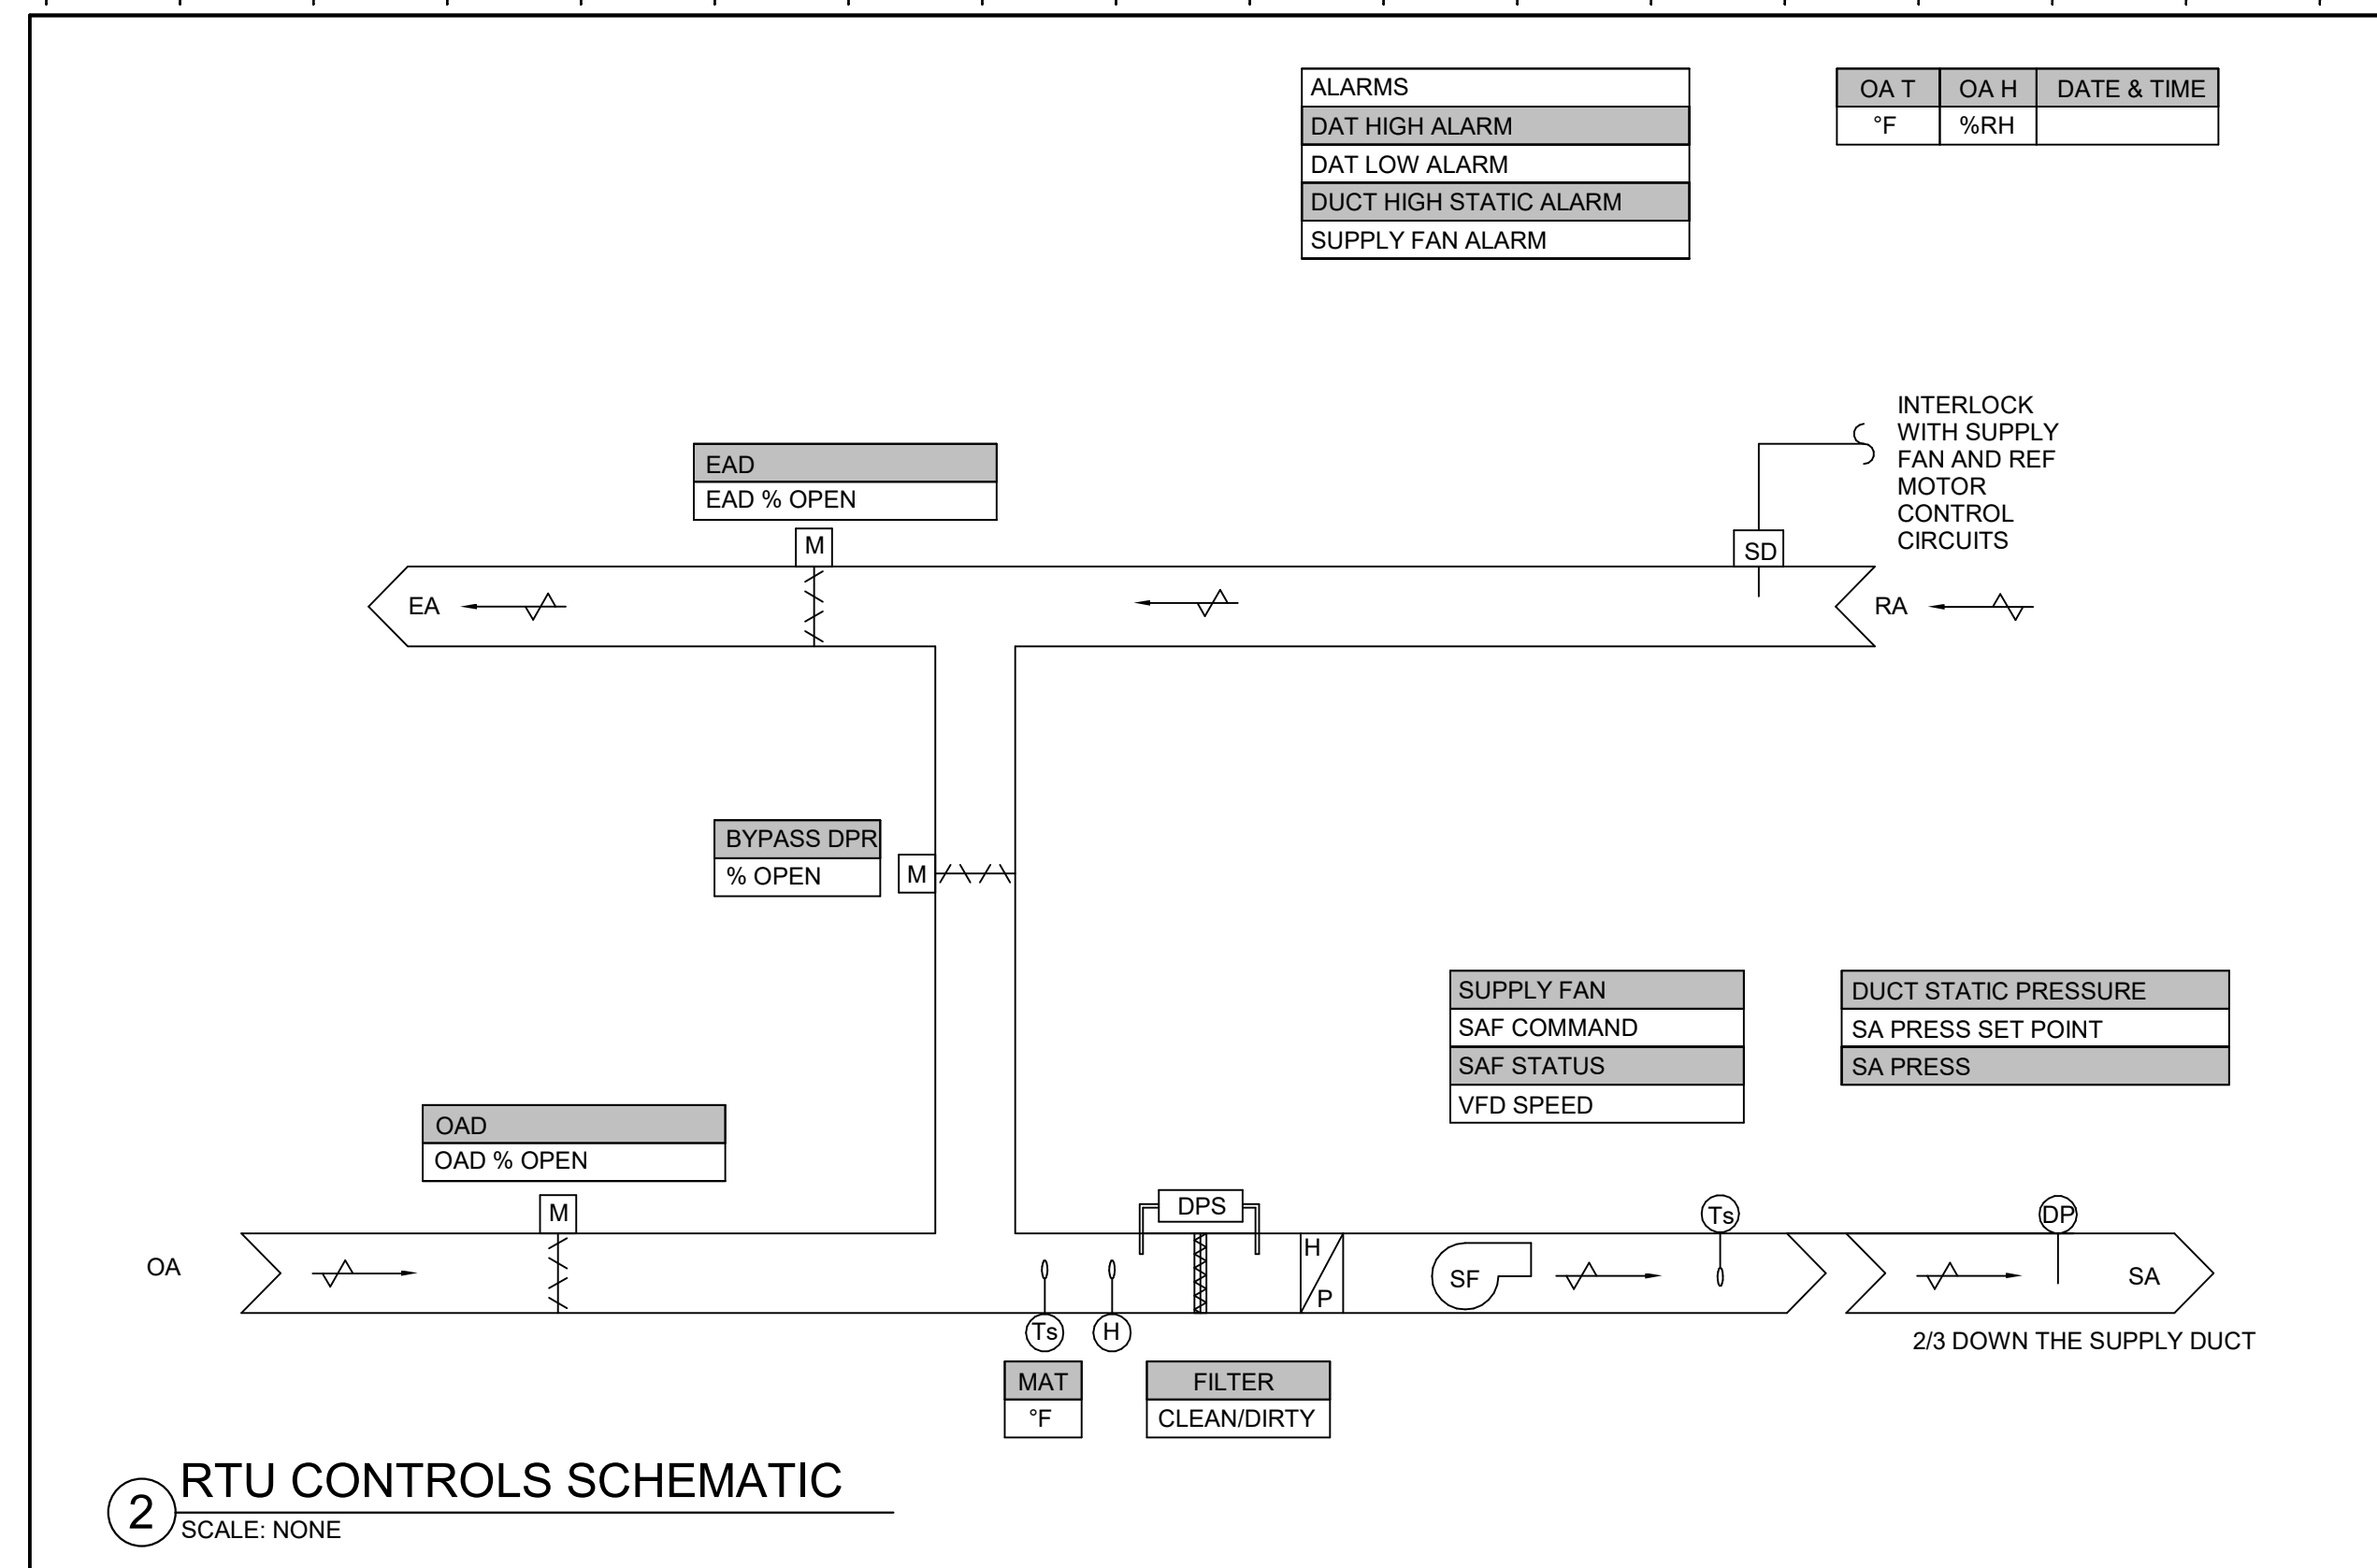 ALARMS
DAT HIGH ALARM
DAT LOW ALARM
DUCT HIGH STATIC ALARM
SUPPLY FAN ALARM
OA T OA H DATE & TIME
°F %RH
INTERLOCK
WITH SUPPLY
FAN AND REF
MOTOR
CONTROL
CIRCUITS
EAD
EAD % OPEN
M
SD
EA
RA
BYPASS DPR
% OPEN
M
SUPPLY FAN
SAF COMMAND
SAF STATUS
VFD SPEED
DUCT STATIC PRESSURE
SA PRESS SET POINT
SA PRESS
OAD
OAD % OPEN
M
DPS
Ts
DP
OA
H
P
SF
SA
Ts
H
2/3 DOWN THE SUPPLY DUCT
MAT
°F
FILTER
CLEAN/DIRTY
2
RTU CONTROLS SCHEMATIC
SCALE: NONE